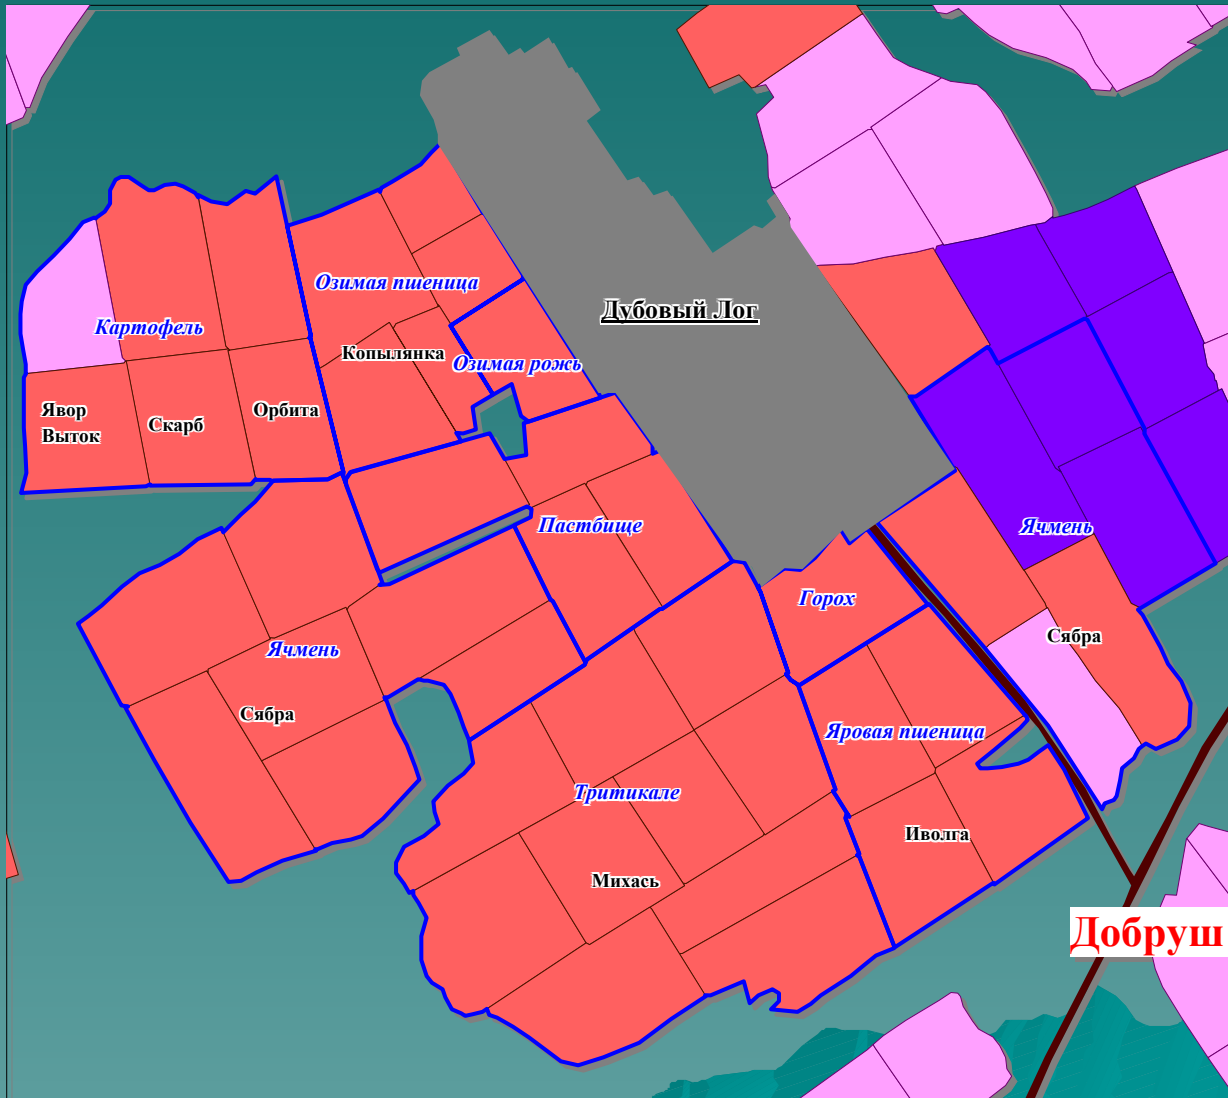 Озимая пшеница
Дубовый Лог
Картофель
Копылянка
Озимая рожь
Явор
Выток
Скарб
Орбита
Пастбище
Ячмень
Горох
Сябра
Ячмень
Сябра
Яровая пшеница
Тритикале
Иволга
Михась
Добруш